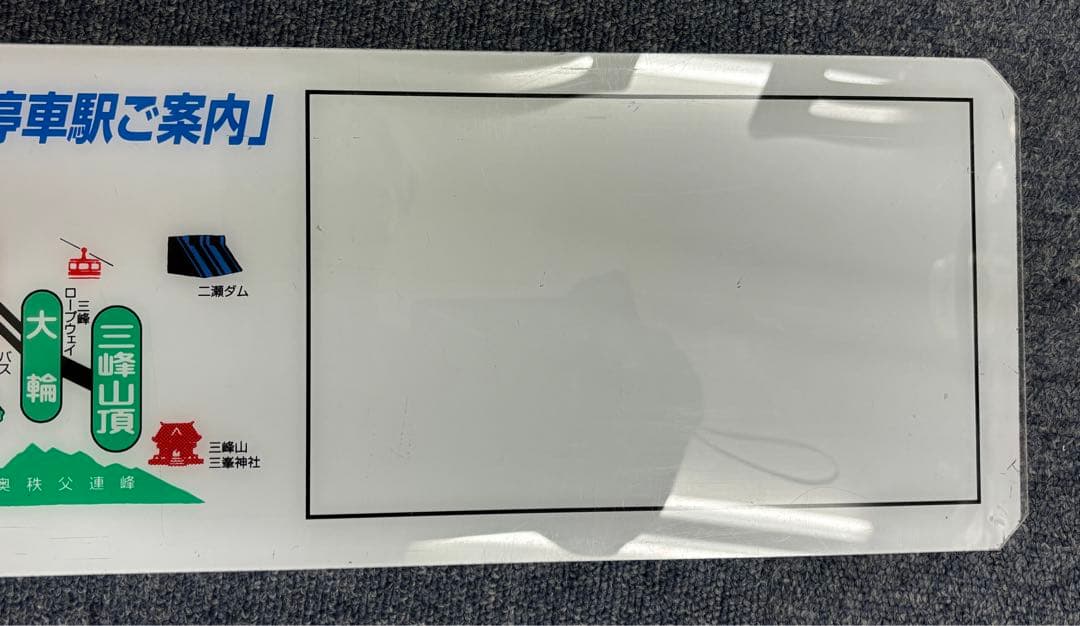 停車駅ご案内」
二瀬ダム
三峰
ロープウェイ
バス
大輪
三峰山頂
三峰山
三峯神社
奥秩父連峰